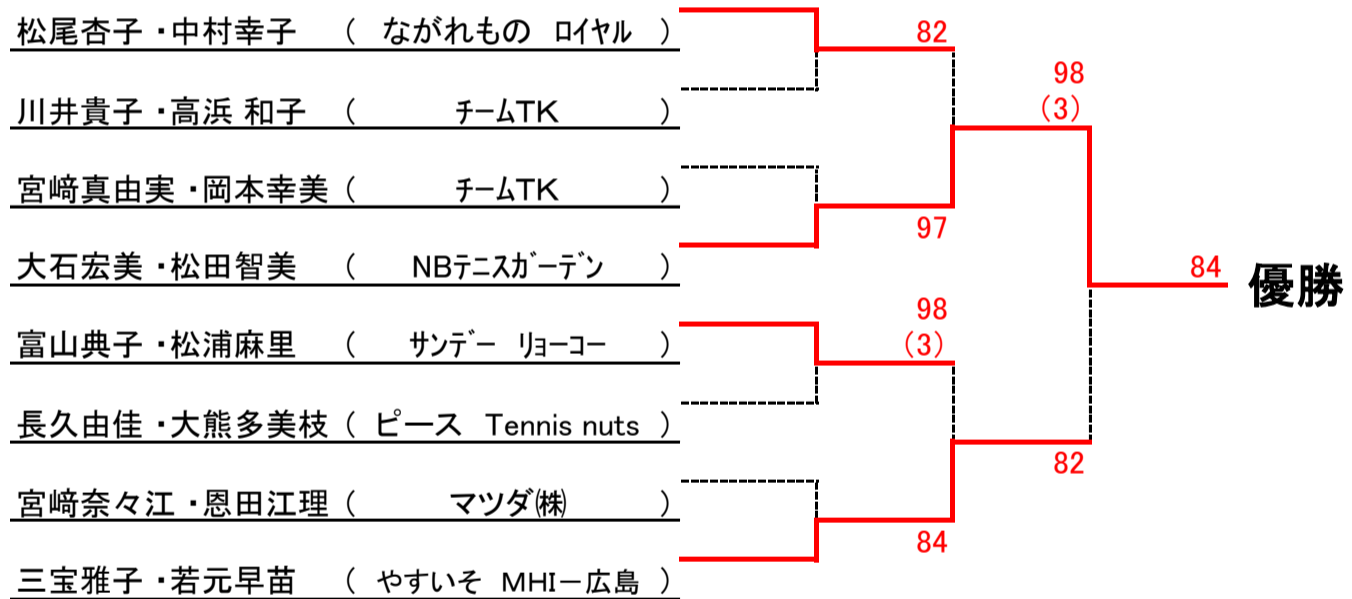 松尾杏子・中村幸子 （ ながれもの ロイヤル ）
82
98
川井貴子・高浜 和子 （ チームTK ）
(3)
宮﨑真由実・岡本幸美（ チームTK ）
97
大石宏美・松田智美 （ NBテニスガーデン ）
84 優勝
98
富山典子・松浦麻里 （ サンデー リョーコー ）
(3)
長久由佳・大熊多美枝（ ピース Tennis nuts ）
82
宮﨑奈々江・恩田江理（ マツダ㈱ ）
84
三宝雅子・若元早苗 （ やすいそ MHI－広島 ）